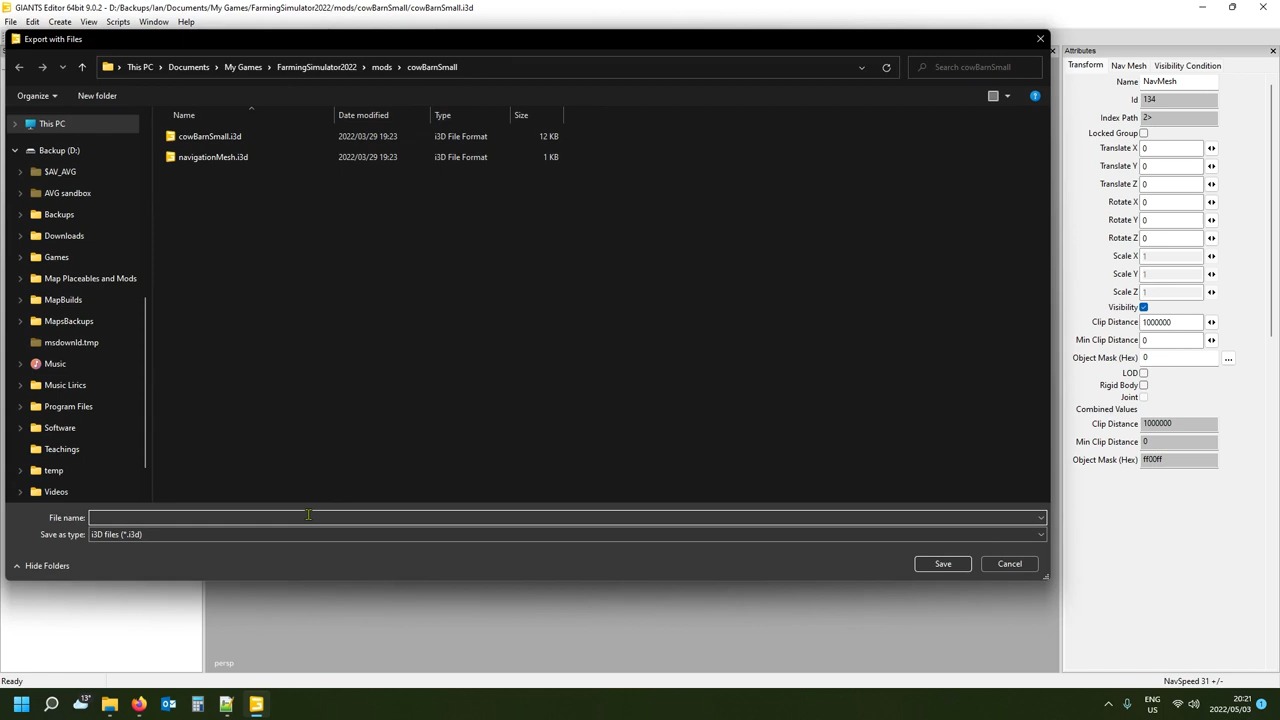 GIANTS Editor 64bit 9.0.2 - D:/Backups/Ian/Documents/My Games/FarmingSimulator2022/mods/cowBarnSmall/cowBarnSmall.i3d
File Edit Create View Scripts Window Help
Export with Files
This PC > Documents > My Games > FarmingSimulator2022 > mods > cowBarnSmall
Search cowBarnSmall
Organize
New folder
Name Date modified Type Size
cowBarnSmall.i3d 2022/03/29 19:23 i3D File Format 12 KB
navigationMesh.i3d 2022/03/29 19:23 i3D File Format 1 KB
This PC
Backup (D:)
$AV_AVG
AVG sandbox
Backups
Downloads
Games
Map Placeables and Mods
MapBuilds
MapsBackups
msdownld.tmp
Music
Music Lirics
Program Files
Software
Teachings
temp
Videos
File name:
Save as type: i3D files (*.i3d)
Hide Folders
Save
Cancel
Attributes
Transform Nav Mesh Visibility Condition
Name NavMesh
Id 134
Index Path 2>
Locked Group
Translate X 0
Translate Y 0
Translate Z 0
Rotate X 0
Rotate Y 0
Rotate Z 0
Scale X 1
Scale Y 1
Scale Z 1
Visibility
Clip Distance 1000000
Min Clip Distance 0
Object Mask (Hex) 0 ...
LOD
Rigid Body
Joint
Combined Values
Clip Distance 1000000
Min Clip Distance 0
Object Mask (Hex) ff00ff
persp
Ready
NavSpeed 31 +/-
13°
ENG
US
20:21
2022/05/03
1